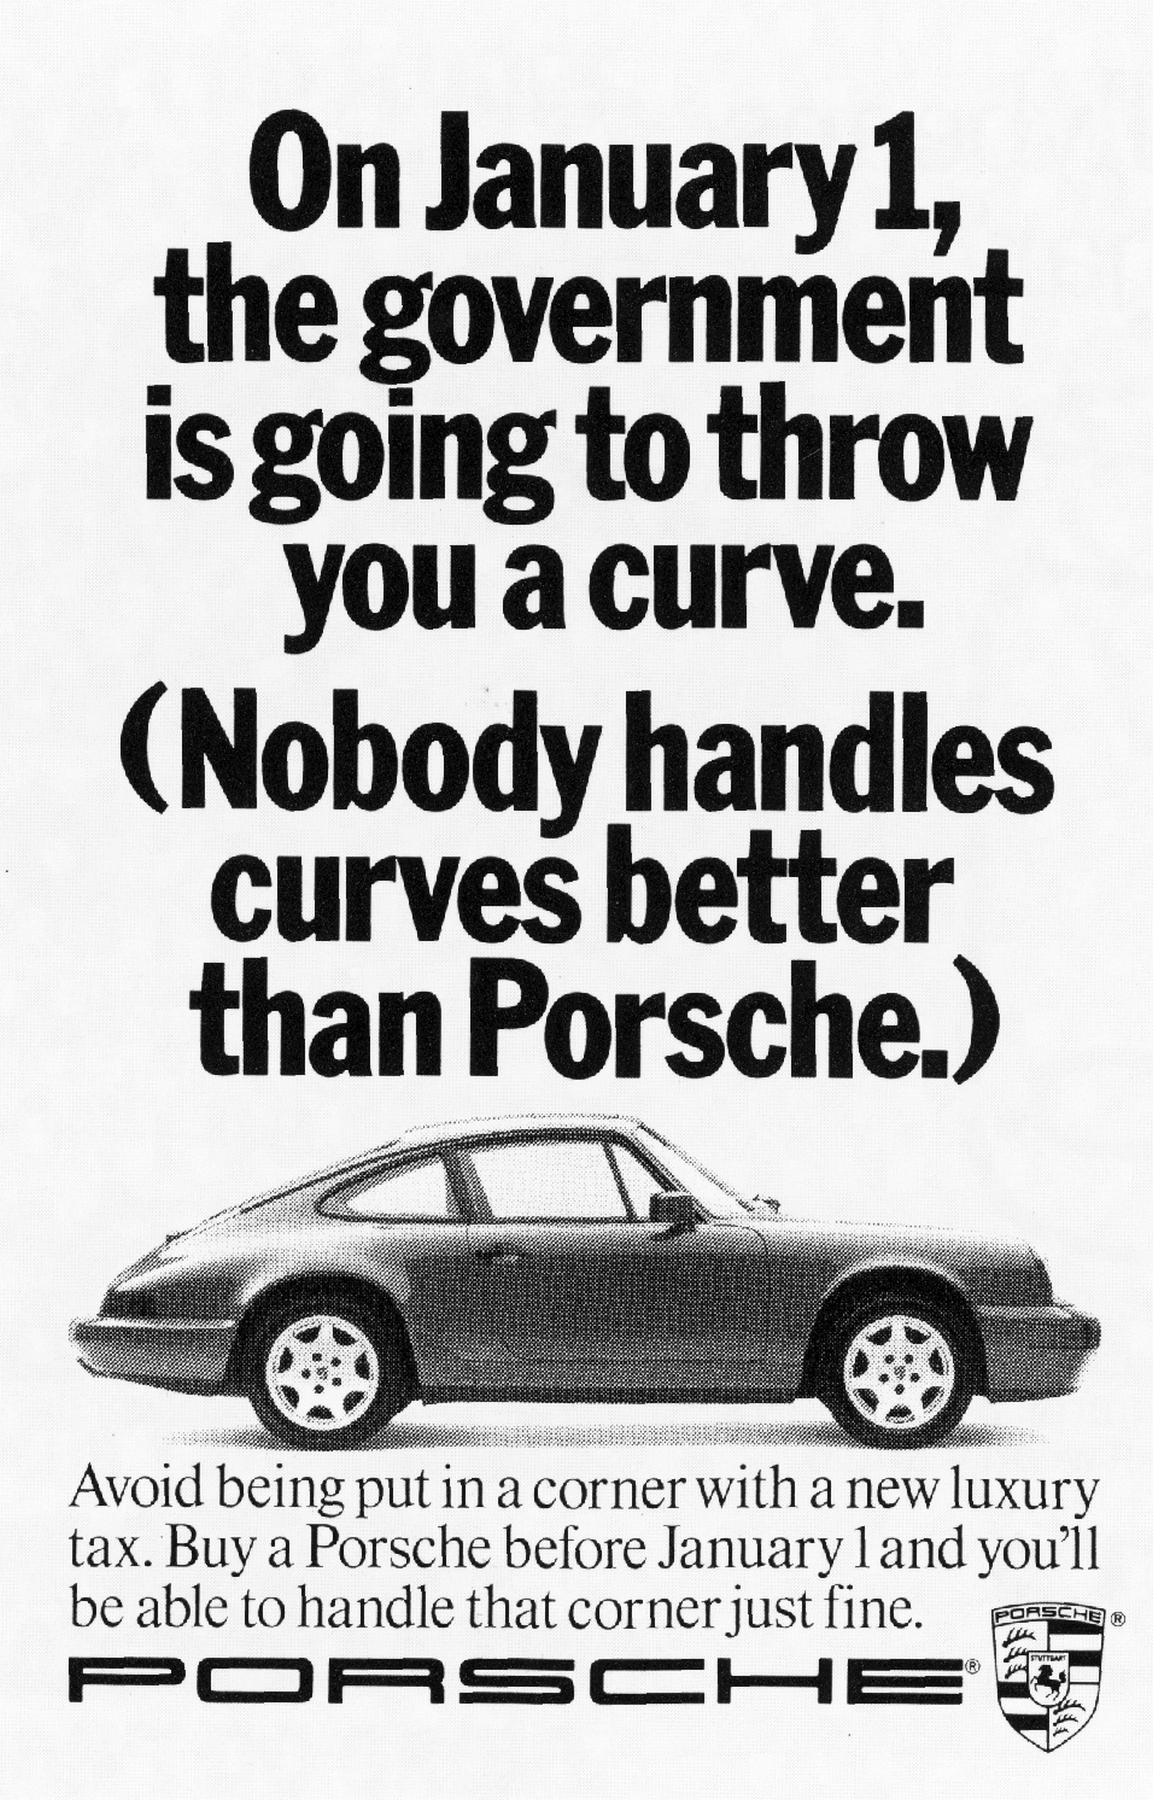 On January 1,
the government
is going to throw
you a curve.
(Nobody handles
curves better
than Porsche.)
Avoid being put in a corner with a new luxury
tax. Buy a Porsche before January 1 and you'll
be able to handle that corner just fine.
PORSCHE®
PORSCHE ®
STUTTGART